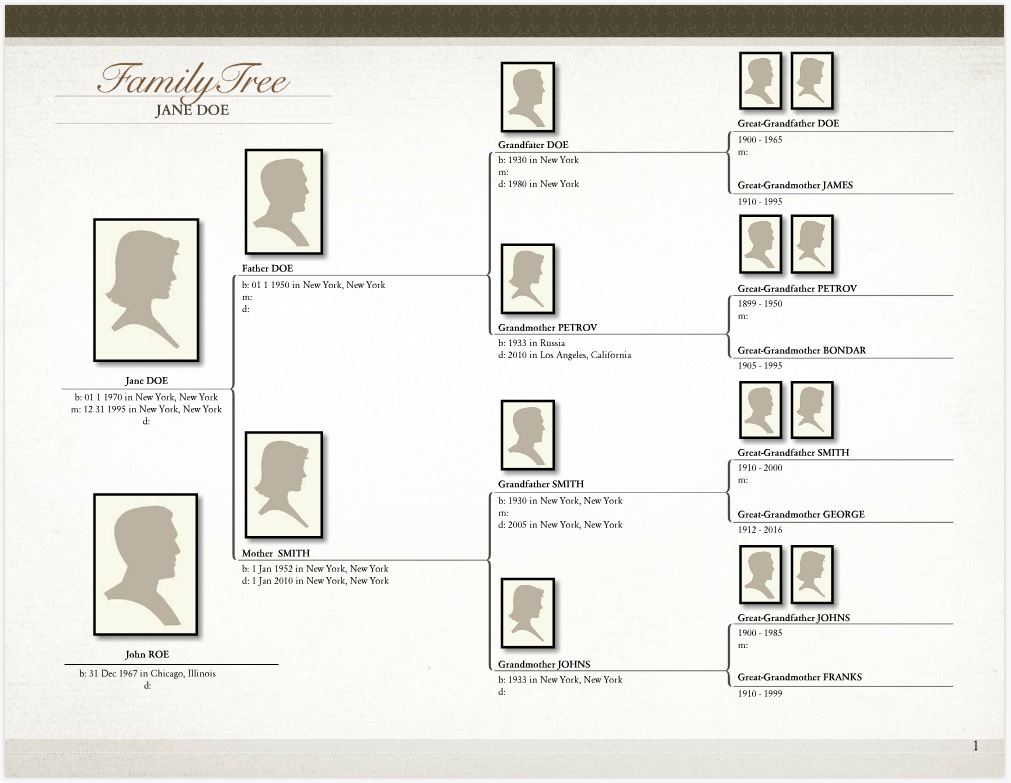 Family Tree
JANE DOE
Jane DOE
b: 01 1 1970 in New York, New York
m: 12 31 1995 in New York, New York
d:
John ROE
b: 31 Dec 1967 in Chicago, Illinois
d:
Father DOE
b: 01 1 1950 in New York, New York
m:
d:
Mother SMITH
b: 1 Jan 1952 in New York, New York
d: 1 Jan 2010 in New York, New York
Grandfater DOE
b: 1930 in New York
m:
d: 1980 in New York
Grandmother PETROV
b: 1933 in Russia
d: 2010 in Los Angeles, California
Grandfather SMITH
b: 1930 in New York, New York
m:
d: 2005 in New York, New York
Grandmother JOHNS
b: 1933 in New York, New York
d:
Great-Grandfather DOE
1900 - 1965
m:
Great-Grandmother JAMES
1910 - 1995
Great-Grandfather PETROV
1899 - 1950
m:
Great-Grandmother BONDAR
1905 - 1995
Great-Grandfather SMITH
1910 - 2000
m:
Great-Grandmother GEORGE
1912 - 2016
Great-Grandfather JOHNS
1900 - 1985
m:
Great-Grandmother FRANKS
1910 - 1999
1